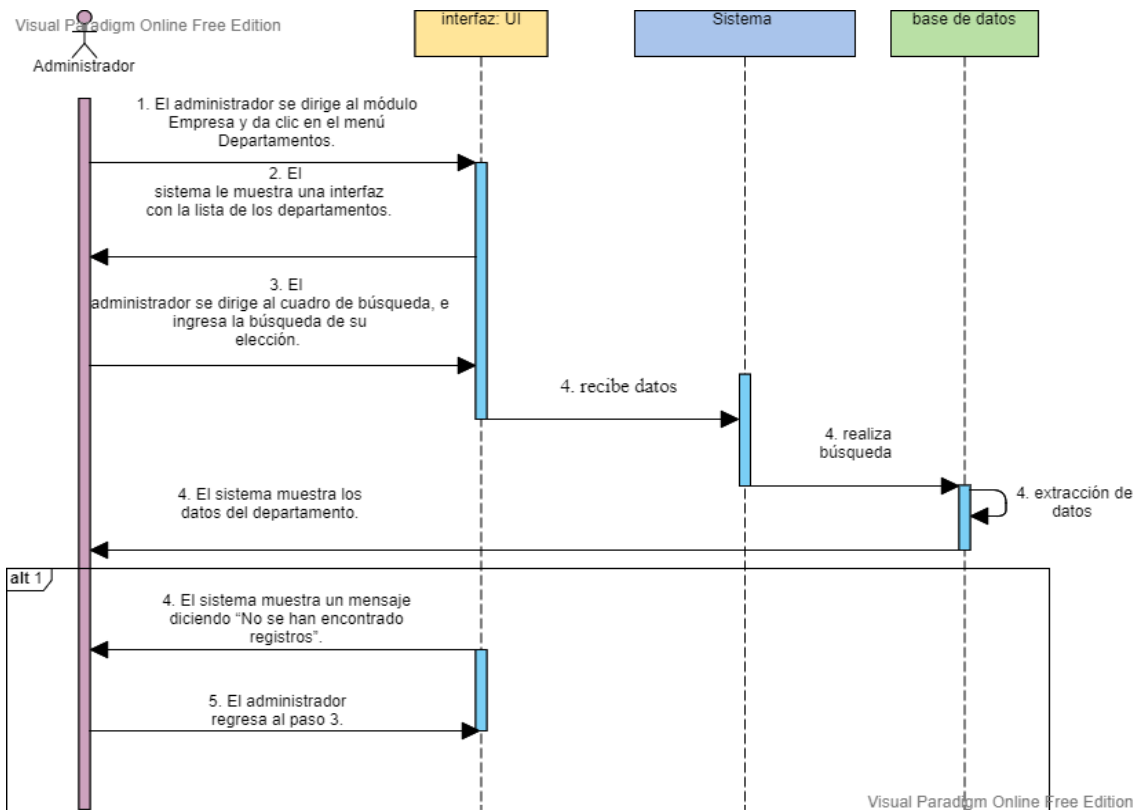 Visual Paradigm Online Free Edition
interfaz: UI
Sistema
base de datos
Administrador
1. El administrador se dirige al módulo
Empresa y da clic en el menú
Departamentos.
2. El
sistema le muestra una interfaz
con la lista de los departamentos.
3. El
administrador se dirige al cuadro de búsqueda, e
ingresa la búsqueda de su
elección.
4. recibe datos
4. realiza
búsqueda
4. extracción de
datos
4. El sistema muestra los
datos del departamento.
alt 1
4. El sistema muestra un mensaje
diciendo “No se han encontrado
registros”.
5. El administrador
regresa al paso 3.
Visual Paradigm Online Free Edition